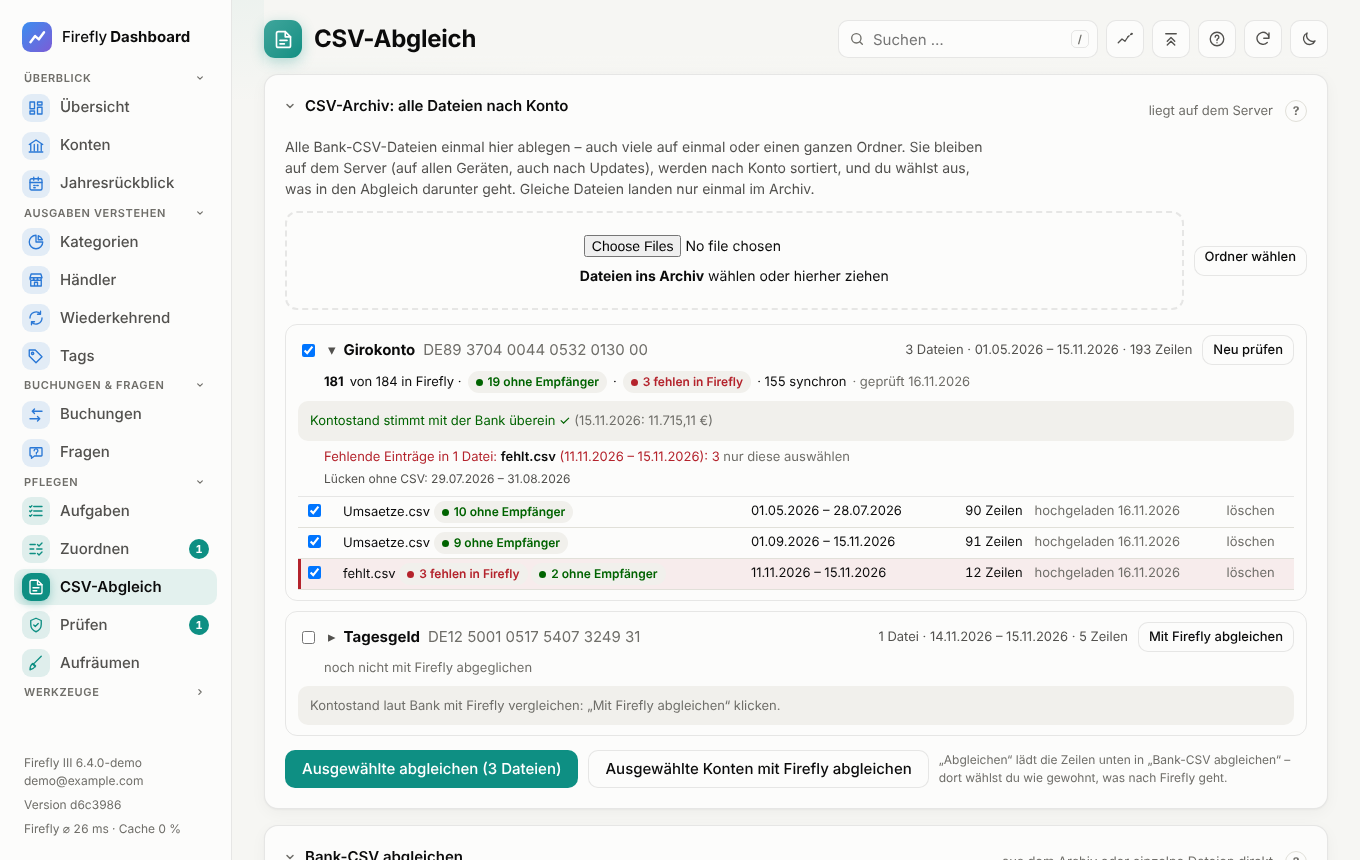 Firefly Dashboard
ÜBERBLICK
Übersicht
Konten
Jahresrückblick
AUSGABEN VERSTEHEN
Kategorien
Händler
Wiederkehrend
Tags
BUCHUNGEN & FRAGEN
Buchungen
Fragen
PFLEGEN
Aufgaben
Zuordnen 1
CSV-Abgleich
Prüfen 1
Aufräumen
WERKZEUGE
Firefly III 6.4.0-demo
demo@example.com
Version d6c3986
Firefly ⌀ 26 ms · Cache 0 %
CSV-Abgleich
Suchen … /
CSV-Archiv: alle Dateien nach Konto
liegt auf dem Server ?
Alle Bank-CSV-Dateien einmal hier ablegen – auch viele auf einmal oder einen ganzen Ordner. Sie bleiben
auf dem Server (auf allen Geräten, auch nach Updates), werden nach Konto sortiert, und du wählst aus,
was in den Abgleich darunter geht. Gleiche Dateien landen nur einmal im Archiv.
Choose Files No file chosen
Dateien ins Archiv wählen oder hierher ziehen
Ordner wählen
▾ Girokonto DE89 3704 0044 0532 0130 00 3 Dateien · 01.05.2026 – 15.11.2026 · 193 Zeilen Neu prüfen
181 von 184 in Firefly · ● 19 ohne Empfänger · ● 3 fehlen in Firefly · 155 synchron · geprüft 16.11.2026
Kontostand stimmt mit der Bank überein ✓ (15.11.2026: 11.715,11 €)
Fehlende Einträge in 1 Datei: fehlt.csv (11.11.2026 – 15.11.2026): 3 nur diese auswählen
Lücken ohne CSV: 29.07.2026 – 31.08.2026
Umsaetze.csv ● 10 ohne Empfänger 01.05.2026 – 28.07.2026 90 Zeilen hochgeladen 16.11.2026 löschen
Umsaetze.csv ● 9 ohne Empfänger 01.09.2026 – 15.11.2026 91 Zeilen hochgeladen 16.11.2026 löschen
fehlt.csv ● 3 fehlen in Firefly ● 2 ohne Empfänger 11.11.2026 – 15.11.2026 12 Zeilen hochgeladen 16.11.2026 löschen
▸ Tagesgeld DE12 5001 0517 5407 3249 31 1 Datei · 14.11.2026 – 15.11.2026 · 5 Zeilen Mit Firefly abgleichen
noch nicht mit Firefly abgeglichen
Kontostand laut Bank mit Firefly vergleichen: „Mit Firefly abgleichen“ klicken.
Ausgewählte abgleichen (3 Dateien)
Ausgewählte Konten mit Firefly abgleichen
„Abgleichen“ lädt die Zeilen unten in „Bank-CSV abgleichen“ –
dort wählst du wie gewohnt, was nach Firefly geht.
Bank-CSV abgleichen
aus dem Archiv oder einzelne Dateien direkt ?